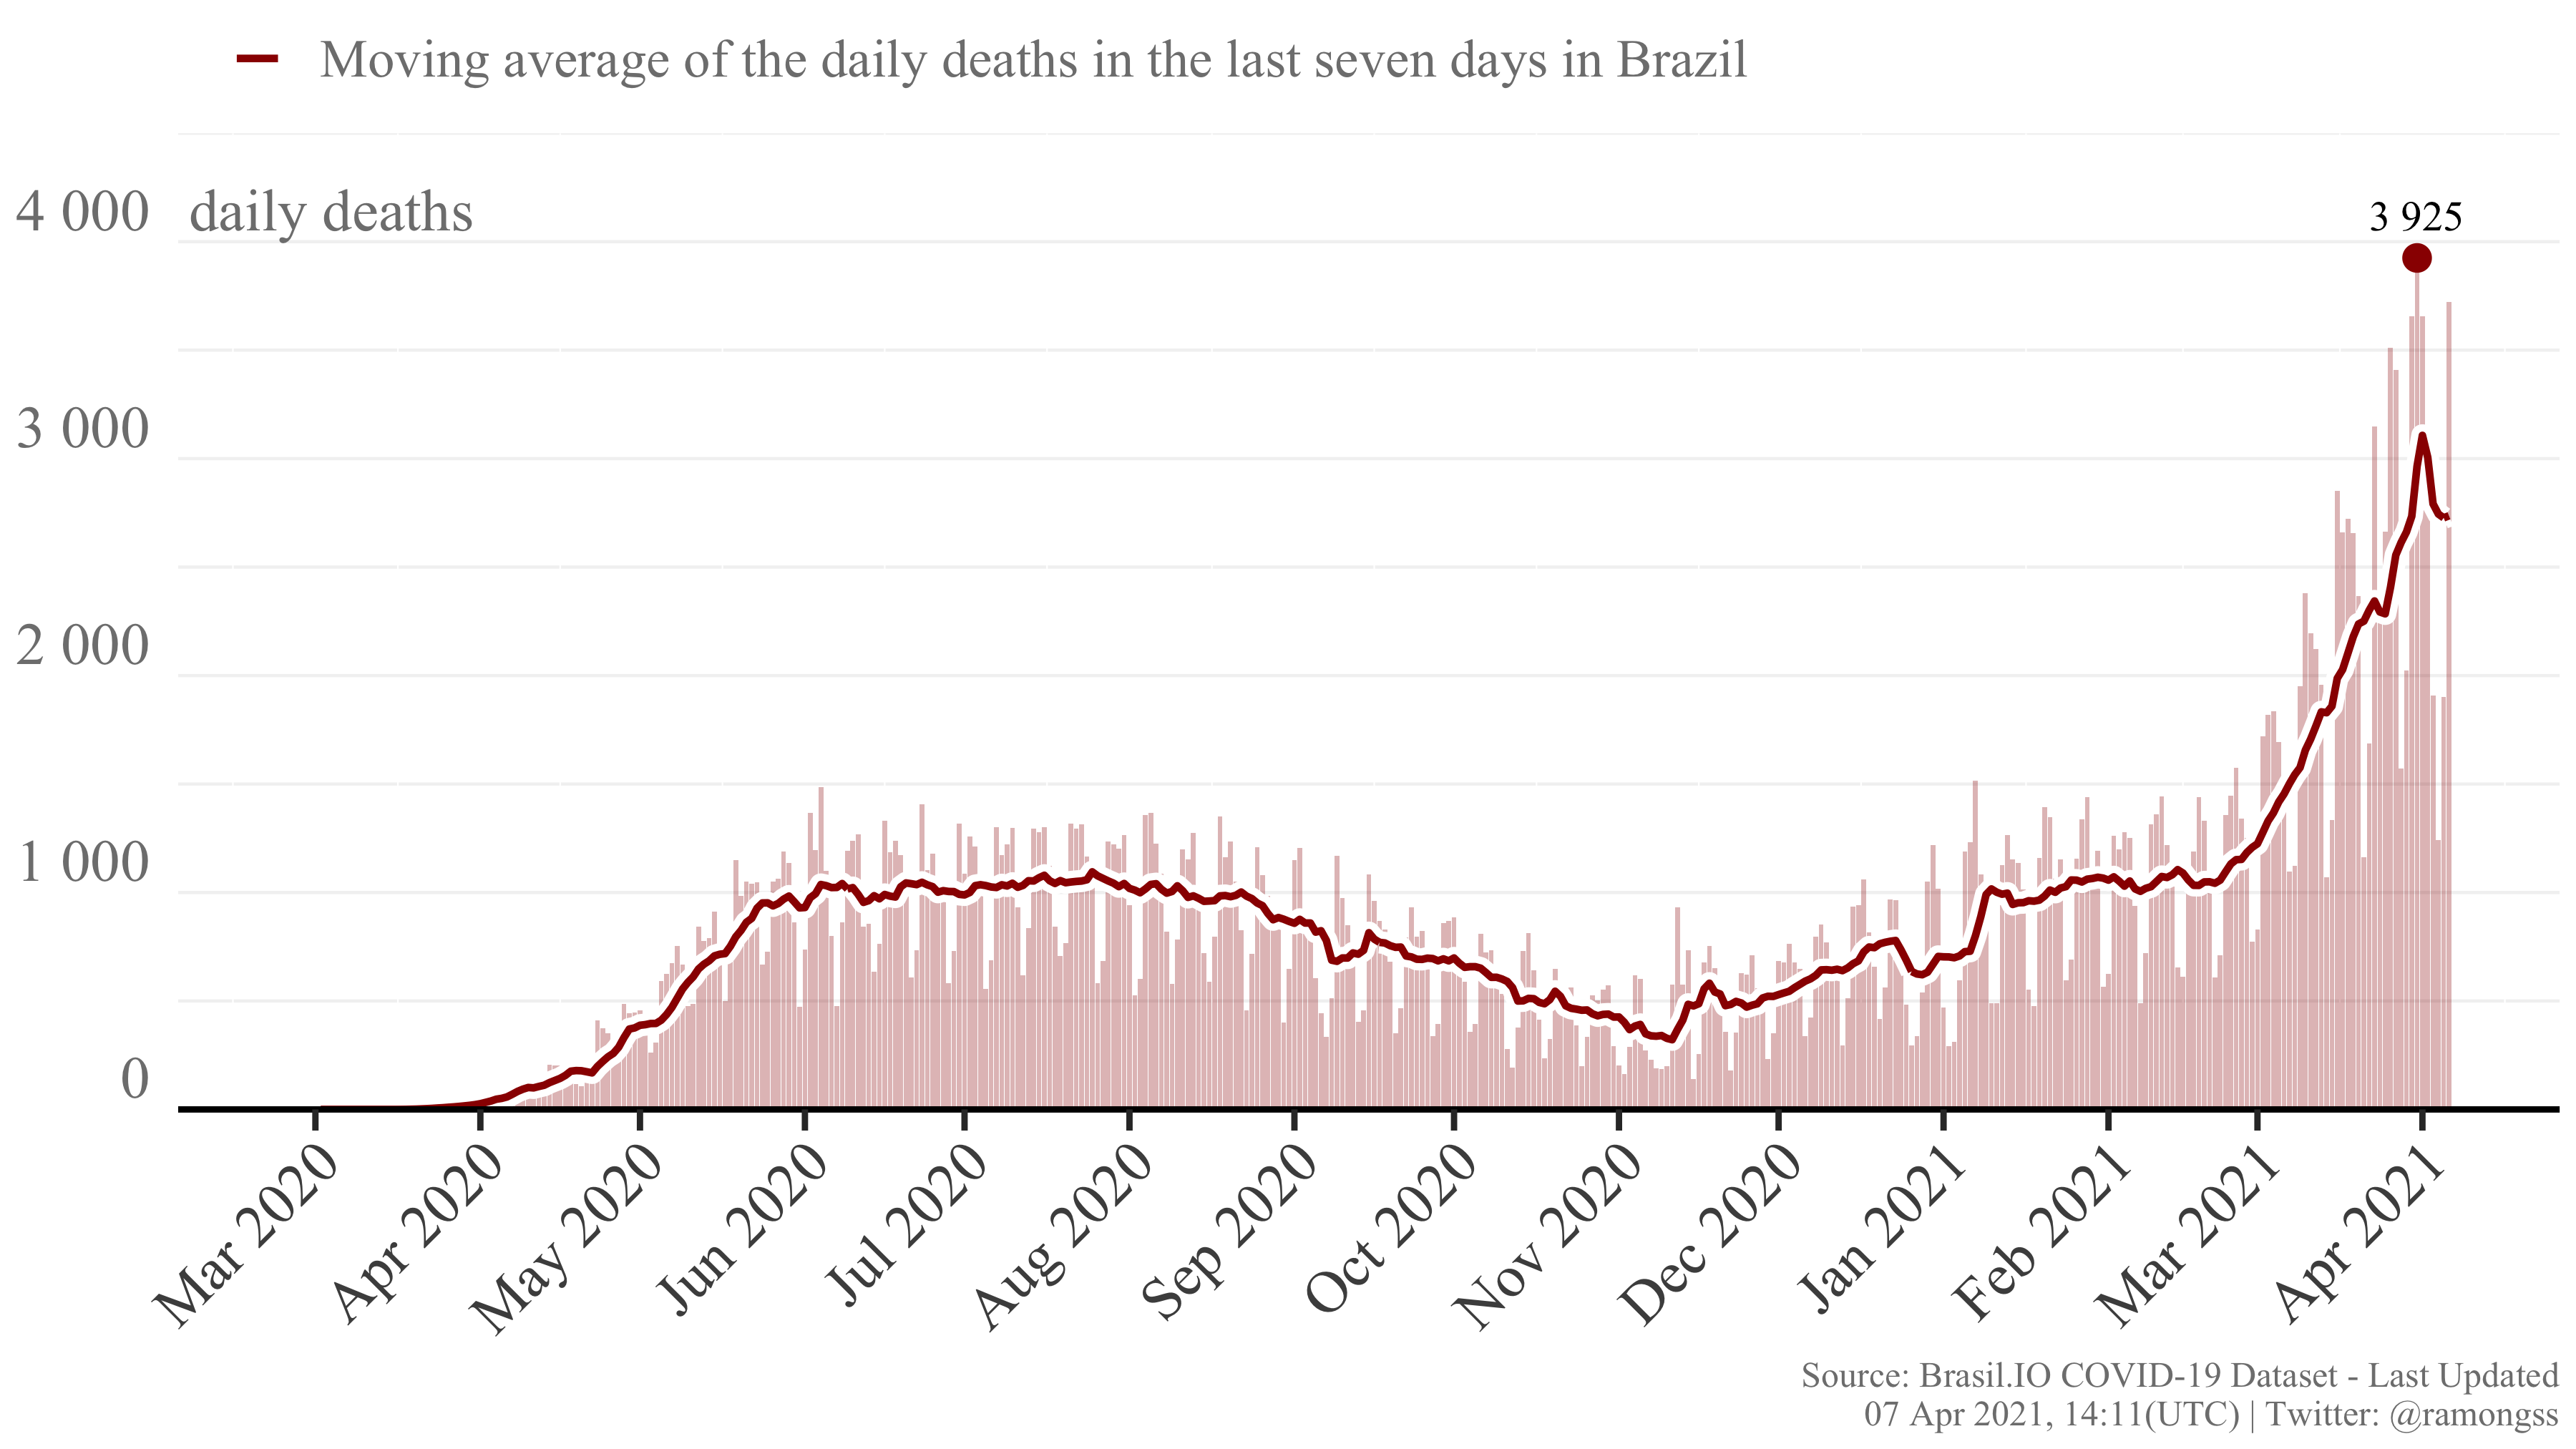 Moving average of the daily deaths in the last seven days in Brazil
4 000 daily deaths
3 925
3 000
2 000
1 000
0
Mar 2020
Apr 2020
May 2020
Jun 2020
Jul 2020
Aug 2020
Sep 2020
Oct 2020
Nov 2020
Dec 2020
Jan 2021
Feb 2021
Mar 2021
Apr 2021
Source: Brasil.IO COVID-19 Dataset - Last Updated
07 Apr 2021, 14:11(UTC) | Twitter: @ramongss